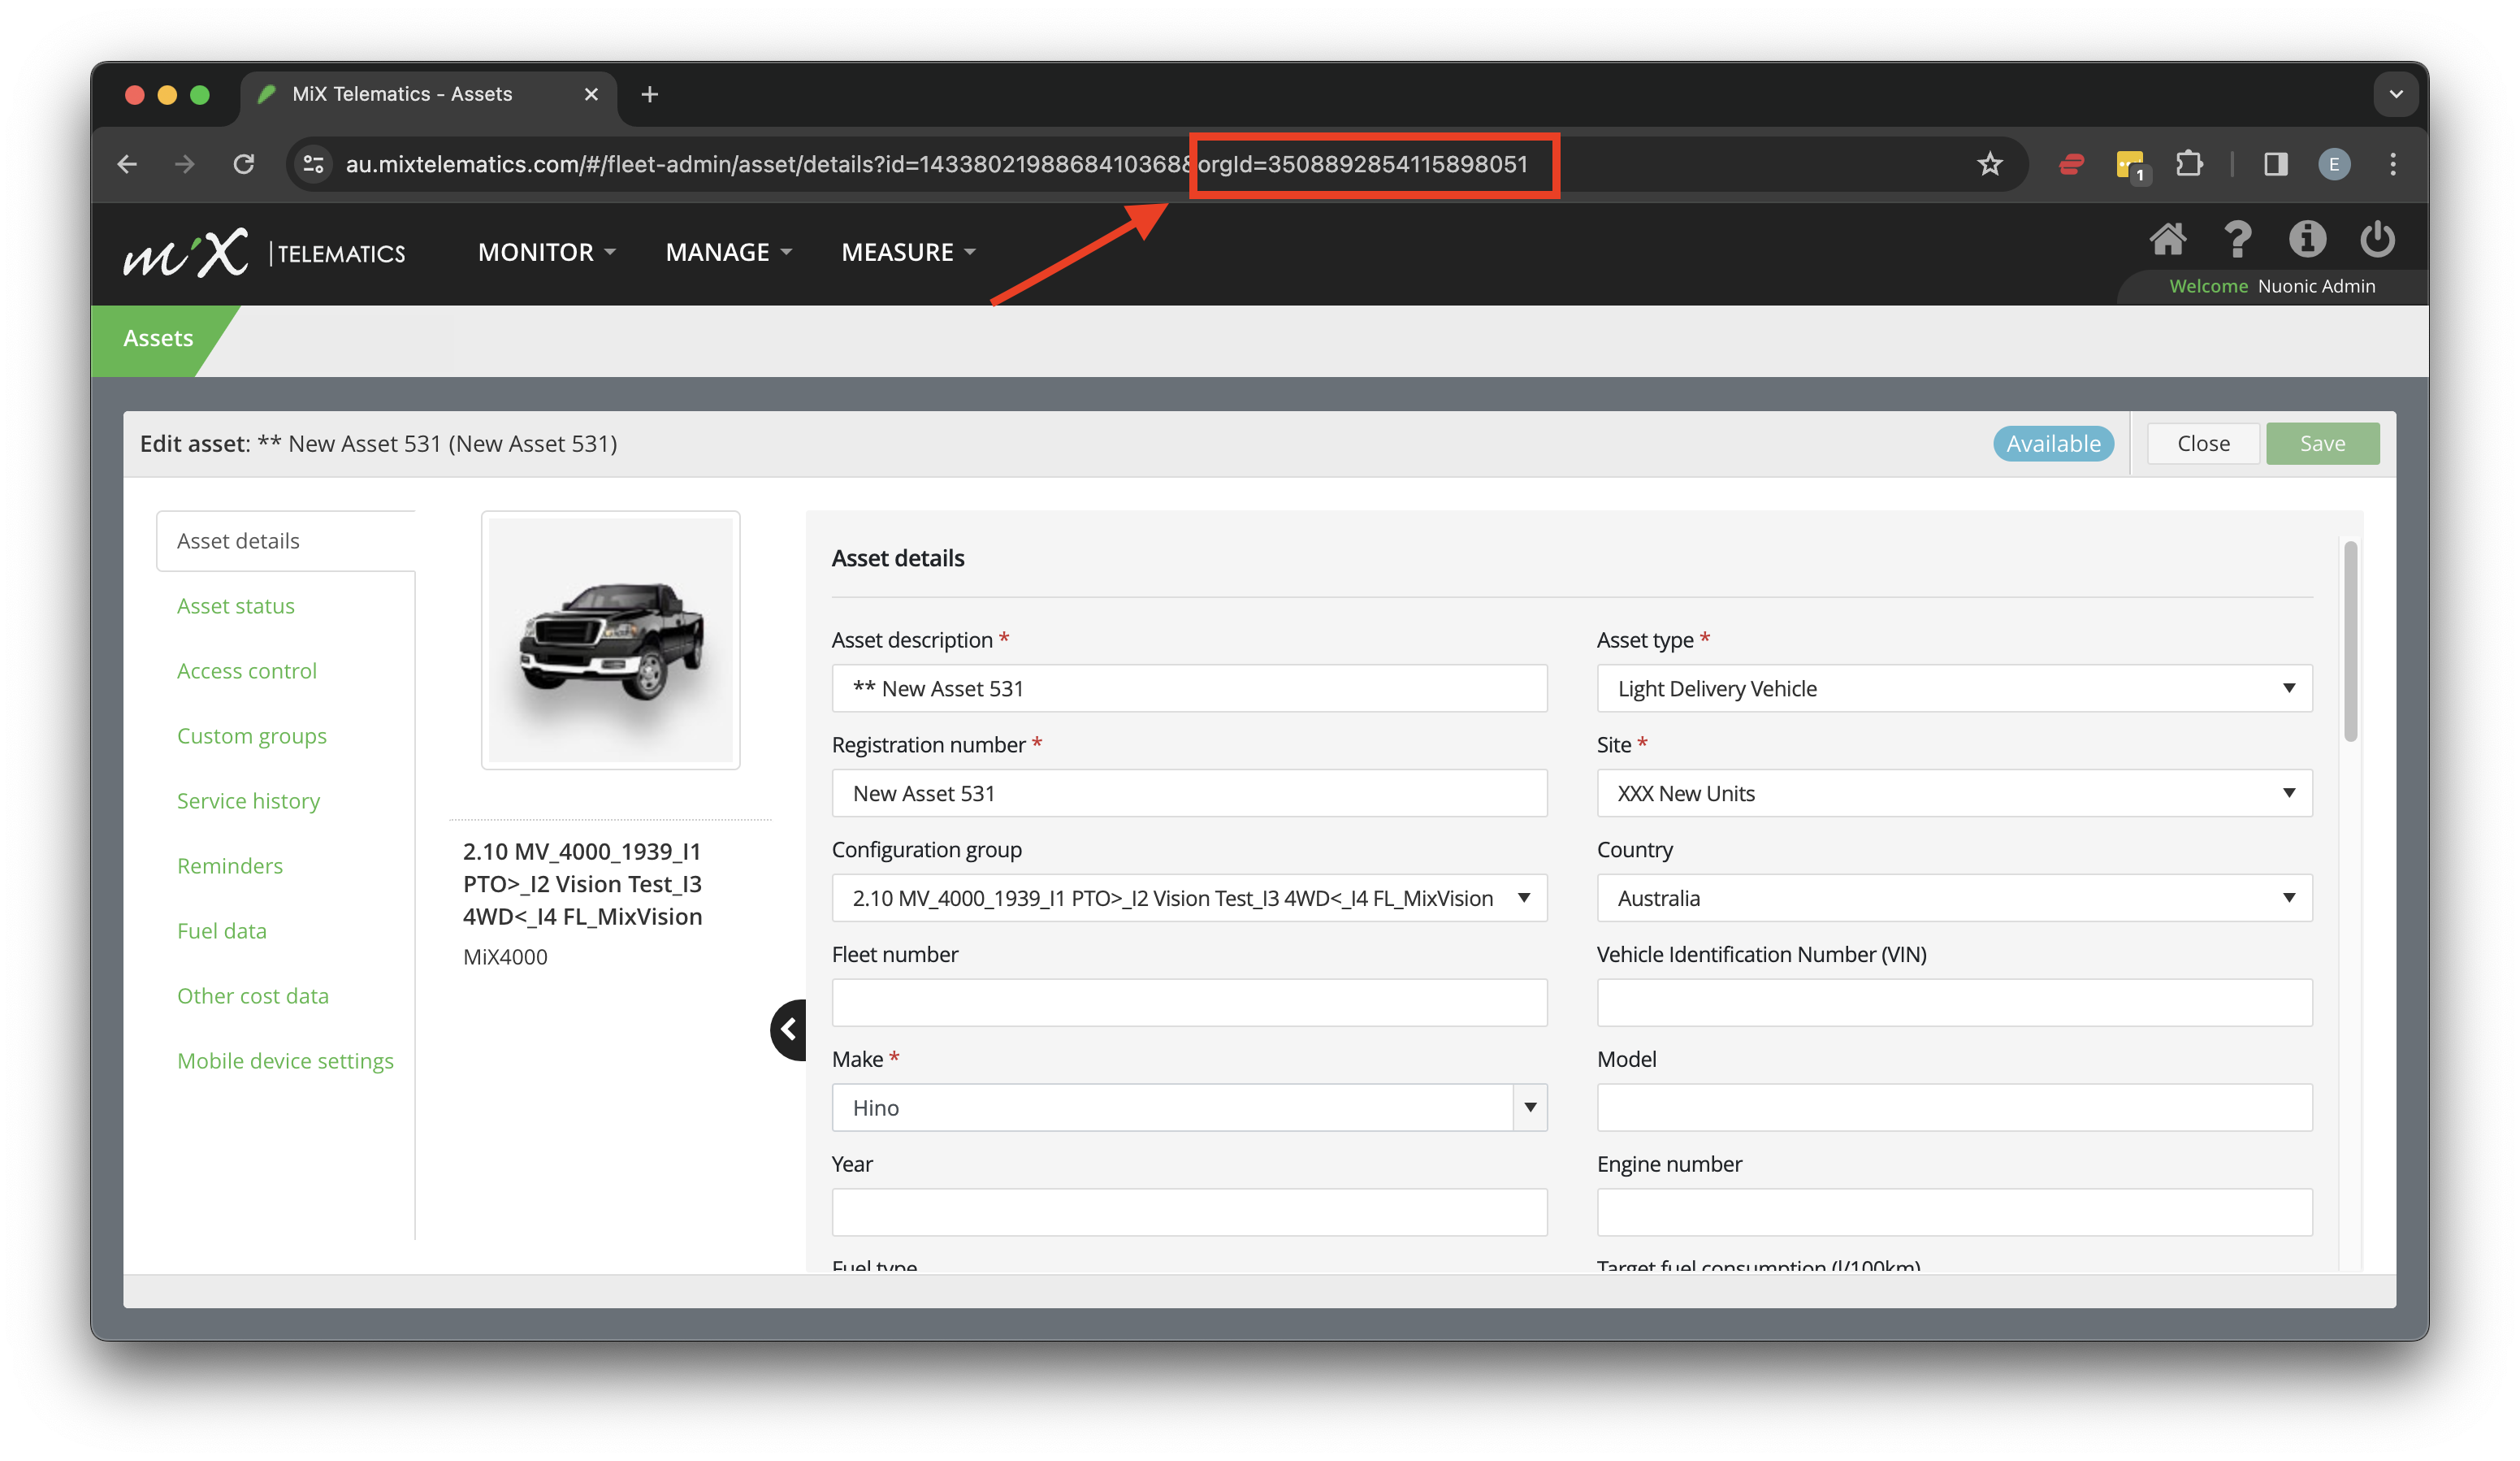 MiX Telematics - Assets
au.mixtelematics.com/#/fleet-admin/asset/details?id=1433802198868410368&orgId=3508892854115898051
1
E
miX TELEMATICS
MONITOR
MANAGE
MEASURE
Welcome Nuonic Admin
Assets
Edit asset: ** New Asset 531 (New Asset 531)
Available
Close
Save
Asset details
Asset status
Access control
Custom groups
Service history
Reminders
Fuel data
Other cost data
Mobile device settings
2.10 MV_4000_1939_I1
PTO>_I2 Vision Test_I3
4WD<_I4 FL_MixVision
MiX4000
Asset details
Asset description *
** New Asset 531
Asset type *
Light Delivery Vehicle
Registration number *
New Asset 531
Site *
XXX New Units
Configuration group
2.10 MV_4000_1939_I1 PTO>_I2 Vision Test_I3 4WD<_I4 FL_MixVision
Country
Australia
Fleet number
Vehicle Identification Number (VIN)
Make *
Hino
Model
Year
Engine number
Fuel type
Target fuel consumption (l/100km)